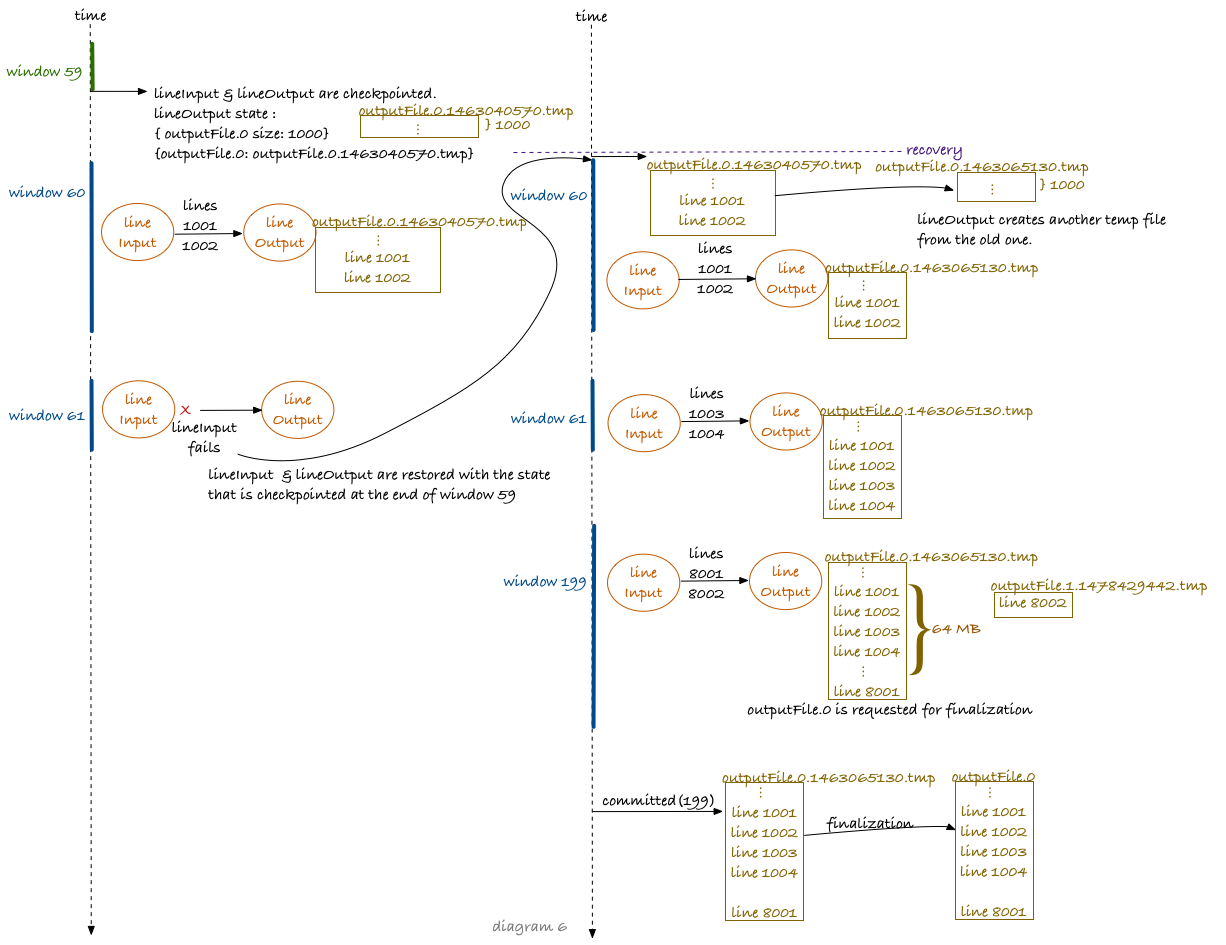 time
window 59
lineInput & lineOutput are checkpointed.
lineOutput state :
{ outputFile.0 size: 1000}
{outputFile.0: outputFile.0.1463040570.tmp}
outputFile.0.1463040570.tmp
⋮
} 1000
window 60
line
Input
lines
1001
1002
line
Output
outputFile.0.1463040570.tmp
⋮
line 1001
line 1002
window 61
line
Input
x
lineInput
fails
line
Output
lineInput & lineOutput are restored with the state
that is checkpointed at the end of window 59
time
recovery
window 60
outputFile.0.1463040570.tmp
⋮
line 1001
line 1002
outputFile.0.1463065130.tmp
⋮
} 1000
lineOutput creates another temp file
from the old one.
line
Input
lines
1001
1002
line
Output
outputFile.0.1463065130.tmp
⋮
line 1001
line 1002
window 61
line
Input
lines
1003
1004
line
Output
outputFile.0.1463065130.tmp
⋮
line 1001
line 1002
line 1003
line 1004
window 199
line
Input
lines
8001
8002
line
Output
outputFile.0.1463065130.tmp
⋮
line 1001
line 1002
line 1003
line 1004
⋮
line 8001
} 64 MB
outputFile.1.1478429442.tmp
line 8002
outputFile.0 is requested for finalization
committed(199)
outputFile.0.1463065130.tmp
⋮
line 1001
line 1002
line 1003
line 1004
line 8001
finalization
outputFile.0
⋮
line 1001
line 1002
line 1003
line 1004
line 8001
diagram 6